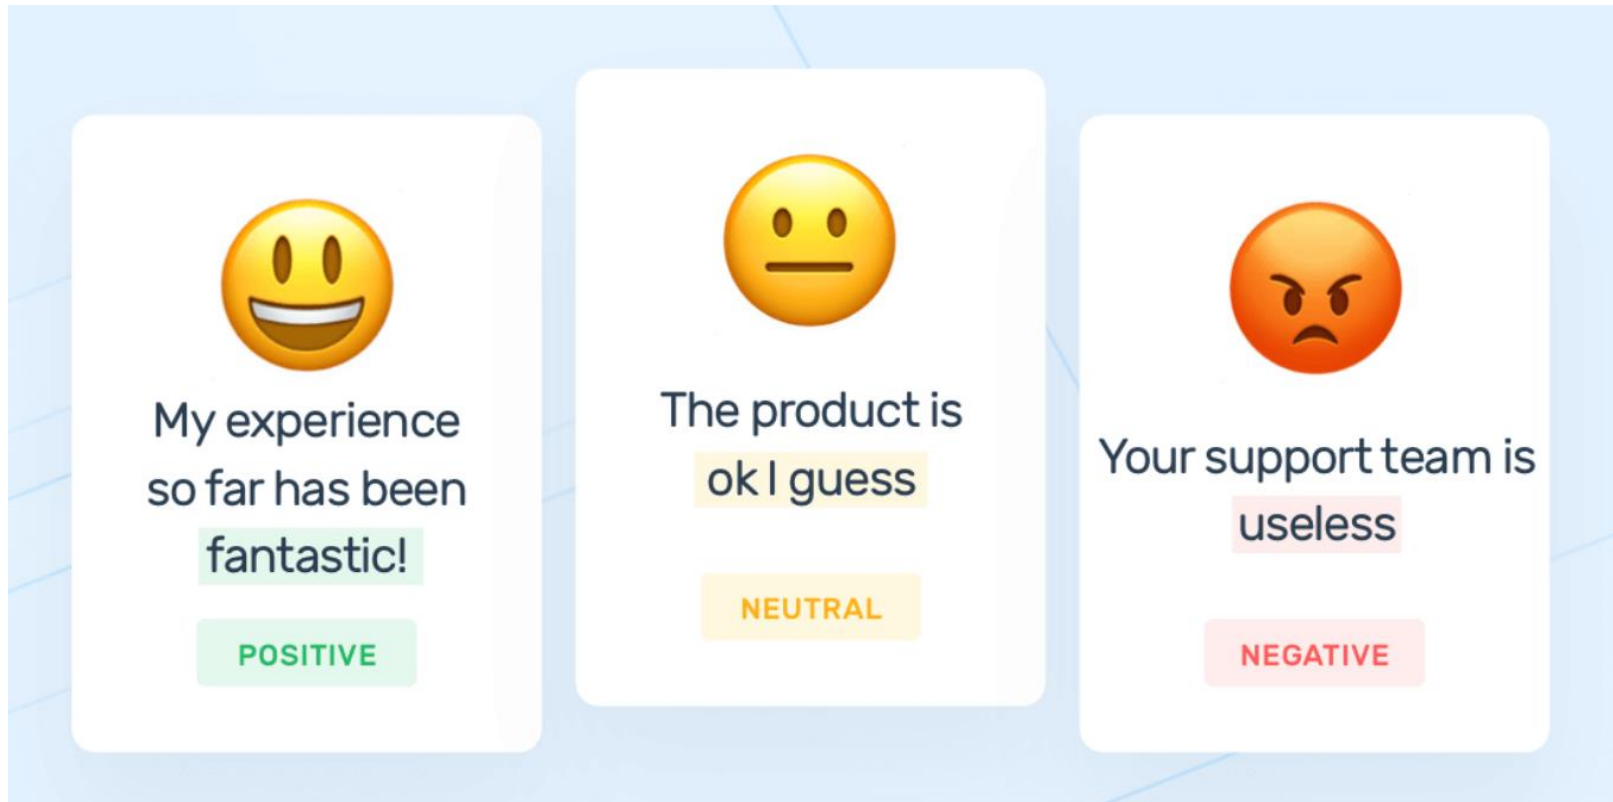 My experience
so far has been
fantastic!
POSITIVE
The product is
ok I guess
NEUTRAL
Your support team is
useless
NEGATIVE